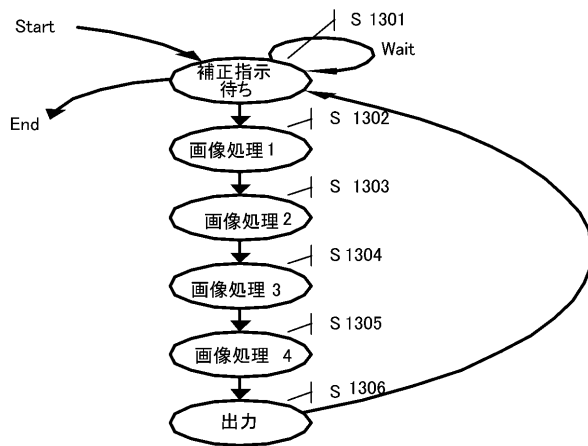 Start
S 1301
Wait
補正指示
待ち
End
S 1302
画像処理1
S 1303
画像処理2
S 1304
画像処理 3
S 1305
画像処理 4
S 1306
出力